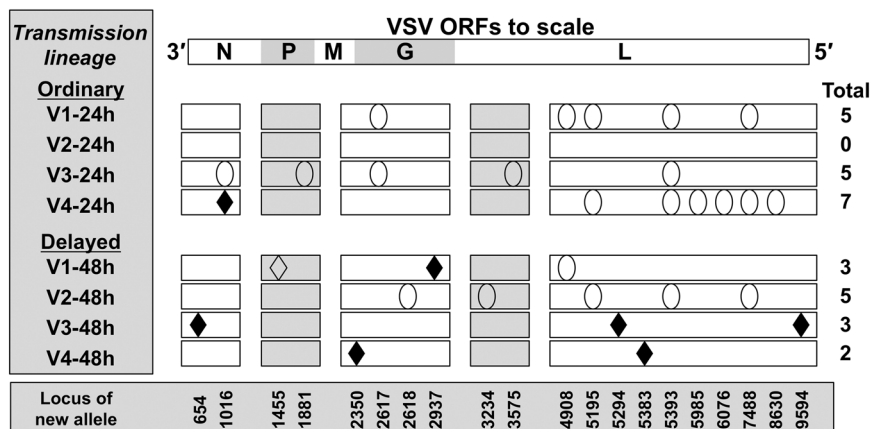 VSV ORFs to scale
Transmission lineage
3′ N P M G L 5′
Ordinary Total
V1-24h 5
V2-24h 0
V3-24h 5
V4-24h 7
Delayed
V1-48h 3
V2-48h 5
V3-48h 3
V4-48h 2
Locus of new allele
654 1016 1455 1881 2350 2617 2618 2937 3234 3575 4908 5195 5294 5383 5393 5985 6076 7488 8630 9594